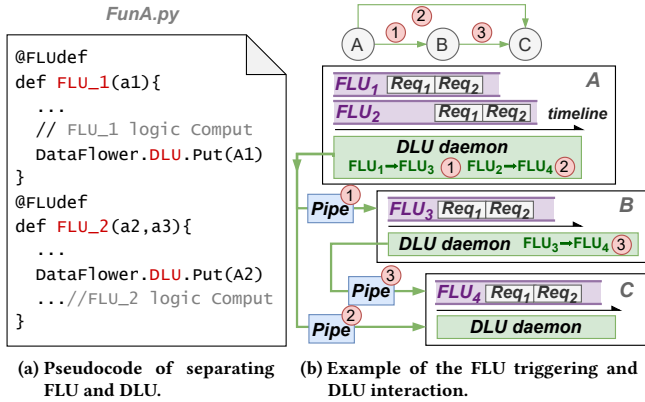 FunA.py
@FLUdef
def FLU_1(a1){
...
// FLU_1 logic Comput
DataFlower.DLU.Put(A1)
}
@FLUdef
def FLU_2(a2,a3){
...
DataFlower.DLU.Put(A2)
...//FLU_2 logic Comput
}
(a) Pseudocode of separating
FLU and DLU.
2
A 1 B 3 C
FLU1 Req1 Req2 A
FLU2 Req1 Req2 timeline
DLU daemon
FLU1→FLU3 1 FLU2→FLU4 2
Pipe 1
FLU3 Req1 Req2 B
DLU daemon FLU3→FLU4 3
Pipe 3
FLU4 Req1 Req2 C
Pipe 2
DLU daemon
(b) Example of the FLU triggering and
DLU interaction.